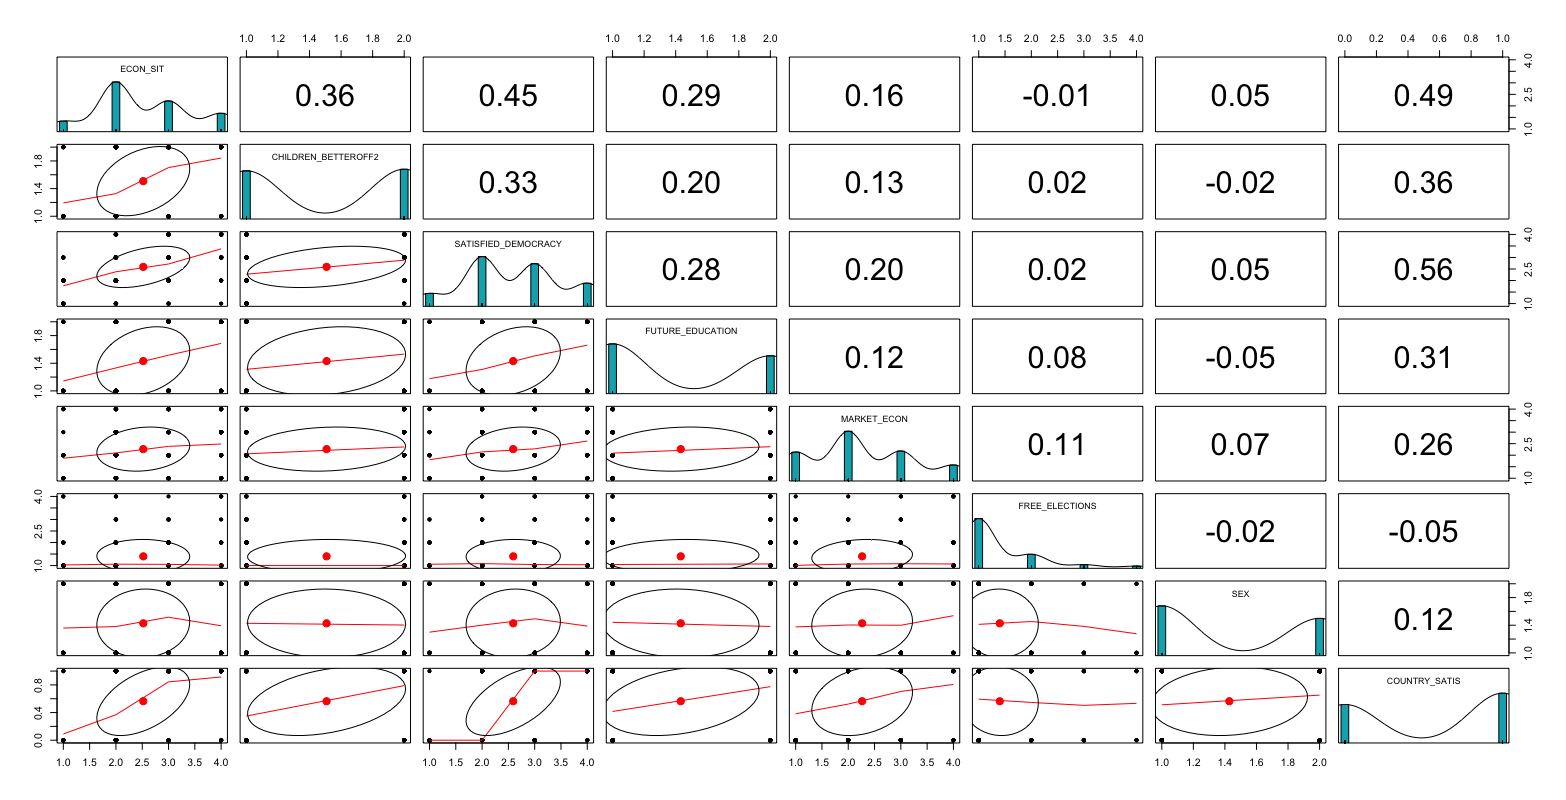 1.0 1.2 1.4 1.6 1.8 2.0 1.0 1.2 1.4 1.6 1.8 2.0 1.0 1.5 2.0 2.5 3.0 3.5 4.0 0.0 0.2 0.4 0.6 0.8 1.0
ECON_SIT
0.36 0.45 0.29 0.16 -0.01 0.05 0.49
1.0 2.5 4.0
CHILDREN_BETTEROFF2
1.0 1.4 1.8
0.33 0.20 0.13 0.02 -0.02 0.36
SATISFIED_DEMOCRACY
0.28 0.20 0.02 0.05 0.56
1.0 2.5 4.0
FUTURE_EDUCATION
1.0 1.4 1.8
0.12 0.08 -0.05 0.31
MARKET_ECON
0.11 0.07 0.26
1.0 2.5 4.0
FREE_ELECTIONS
1.0 2.5 4.0
-0.02 -0.05
SEX
0.12
1.0 1.4 1.8
COUNTRY_SATIS
0.0 0.4 0.8
1.0 1.5 2.0 2.5 3.0 3.5 4.0 1.0 1.5 2.0 2.5 3.0 3.5 4.0 1.0 1.5 2.0 2.5 3.0 3.5 4.0 1.0 1.2 1.4 1.6 1.8 2.0